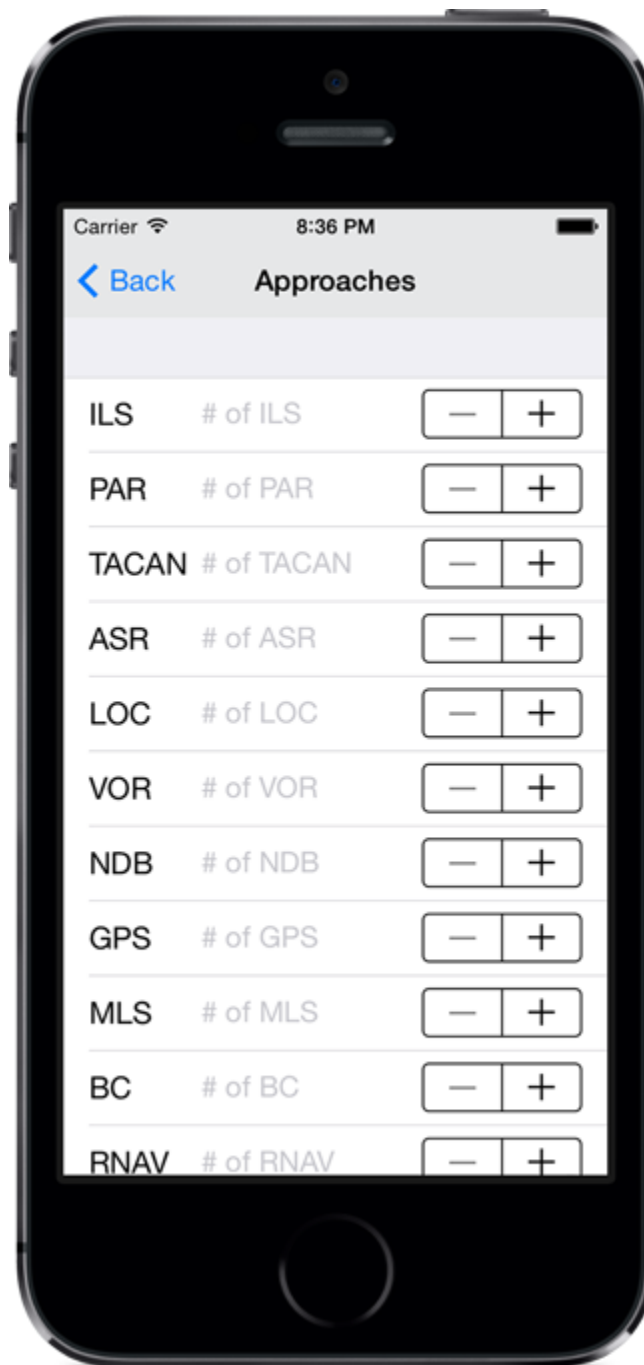 Carrier 8:36 PM
Back Approaches
ILS # of ILS − +
PAR # of PAR − +
TACAN # of TACAN − +
ASR # of ASR − +
LOC # of LOC − +
VOR # of VOR − +
NDB # of NDB − +
GPS # of GPS − +
MLS # of MLS − +
BC # of BC − +
RNAV # of RNAV − +